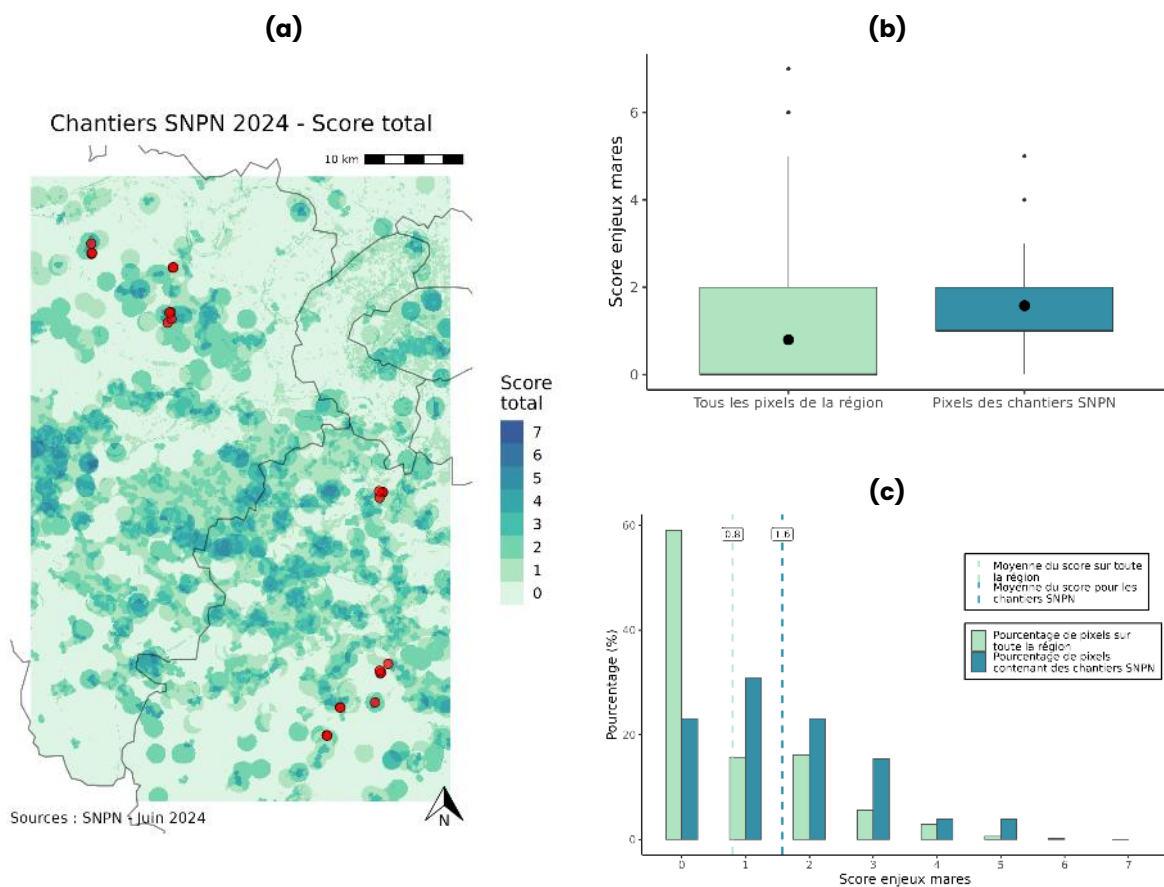 (a)
Chantiers SNPN 2024 - Score total
10 km
Score
total
7
6
5
4
3
2
1
0
Sources : SNPN - Juin 2024
N
(b)
Score enjeux mares
6
4
2
0
Tous les pixels de la région
Pixels des chantiers SNPN
(c)
Pourcentage (%)
60
40
20
0
0.8
1.6
Moyenne du score sur toute
la région
Moyenne du score pour les
chantiers SNPN
Pourcentage de pixels sur
toute la région
Pourcentage de pixels
contenant des chantiers SNPN
0 1 2 3 4 5 6 7
Score enjeux mares